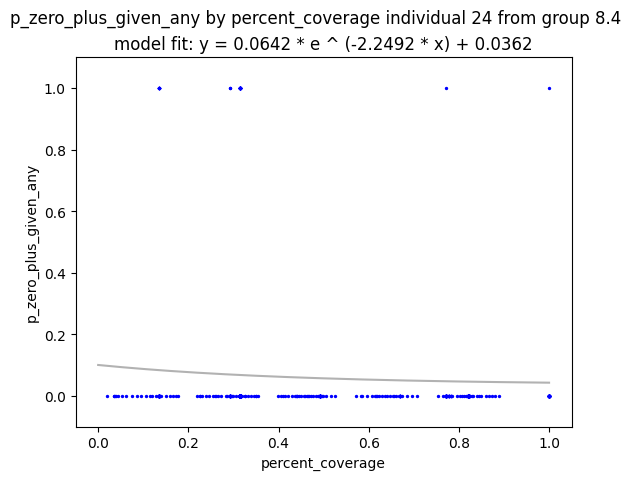 p_zero_plus_given_any by percent_coverage individual 24 from group 8.4
model fit: y = 0.0642 * e ^ (-2.2492 * x) + 0.0362
1.0
0.8
0.6
0.4
0.2
0.0
p_zero_plus_given_any
0.0 0.2 0.4 0.6 0.8 1.0
percent_coverage